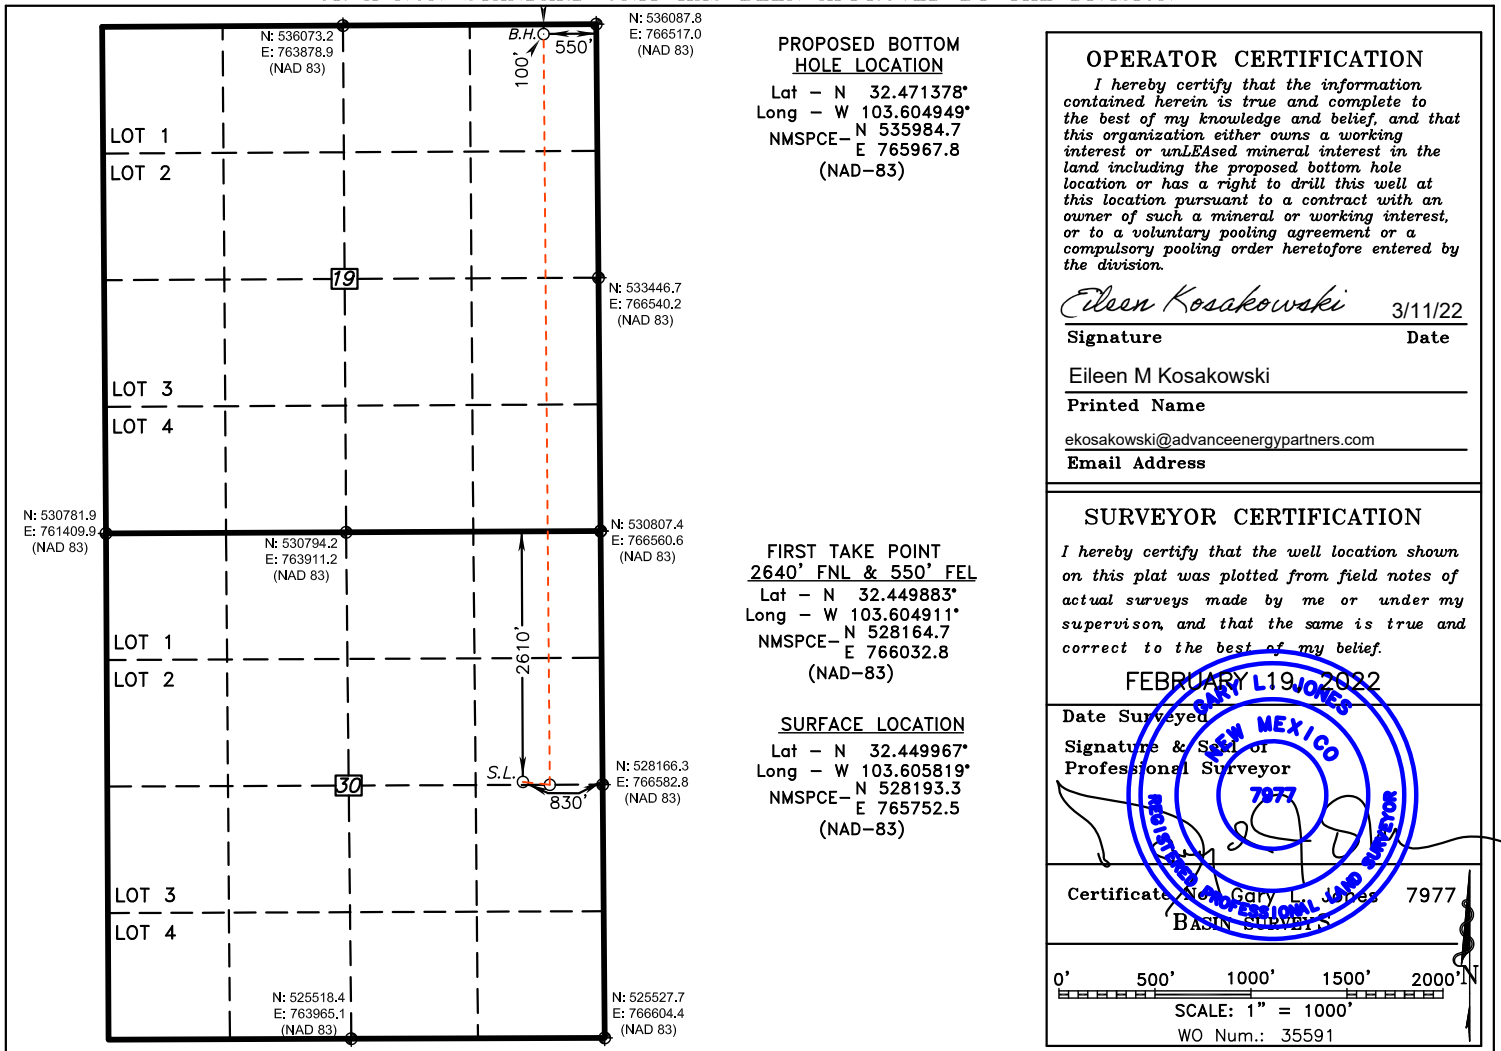 N: 536073.2
E: 763878.9
(NAD 83)
B.H.
550'
100'
N: 536087.8
E: 766517.0
(NAD 83)
LOT 1
LOT 2
19
N: 533446.7
E: 766540.2
(NAD 83)
LOT 3
LOT 4
N: 530781.9
E: 761409.9
(NAD 83)
N: 530794.2
E: 763911.2
(NAD 83)
N: 530807.4
E: 766560.6
(NAD 83)
LOT 1
LOT 2
2610'
S.L.
30
830'
N: 528166.3
E: 766582.8
(NAD 83)
LOT 3
LOT 4
N: 525518.4
E: 763965.1
(NAD 83)
N: 525527.7
E: 766604.4
(NAD 83)
PROPOSED BOTTOM
HOLE LOCATION
Lat - N 32.471378°
Long - W 103.604949°
NMSPCE- N 535984.7
E 765967.8
(NAD-83)
FIRST TAKE POINT
2640' FNL & 550' FEL
Lat - N 32.449883°
Long - W 103.604911°
NMSPCE- N 528164.7
E 766032.8
(NAD-83)
SURFACE LOCATION
Lat - N 32.449967°
Long - W 103.605819°
NMSPCE- N 528193.3
E 765752.5
(NAD-83)
OPERATOR CERTIFICATION
I hereby certify that the information
contained herein is true and complete to
the best of my knowledge and belief, and that
this organization either owns a working
interest or unLEAsed mineral interest in the
land including the proposed bottom hole
location or has a right to drill this well at
this location pursuant to a contract with an
owner of such a mineral or working interest,
or to a voluntary pooling agreement or a
compulsory pooling order heretofore entered by
the division.
Eileen Kosakowski 3/11/22
Signature Date
Eileen M Kosakowski
Printed Name
ekosakowski@advanceenergypartners.com
Email Address
SURVEYOR CERTIFICATION
I hereby certify that the well location shown
on this plat was plotted from field notes of
actual surveys made by me or under my
supervison, and that the same is true and
correct to the best of my belief.
FEBRUARY 19, 2022
Date Surveyed
Signature & Seal of
Professional Surveyor
GARY L. JONES
NEW MEXICO
7977
REGISTERED PROFESSIONAL LAND SURVEYOR
Certificate No. Gary L. Jones 7977
BASIN SURVEYS
N
0' 500' 1000' 1500' 2000'
SCALE: 1" = 1000'
WO Num.: 35591